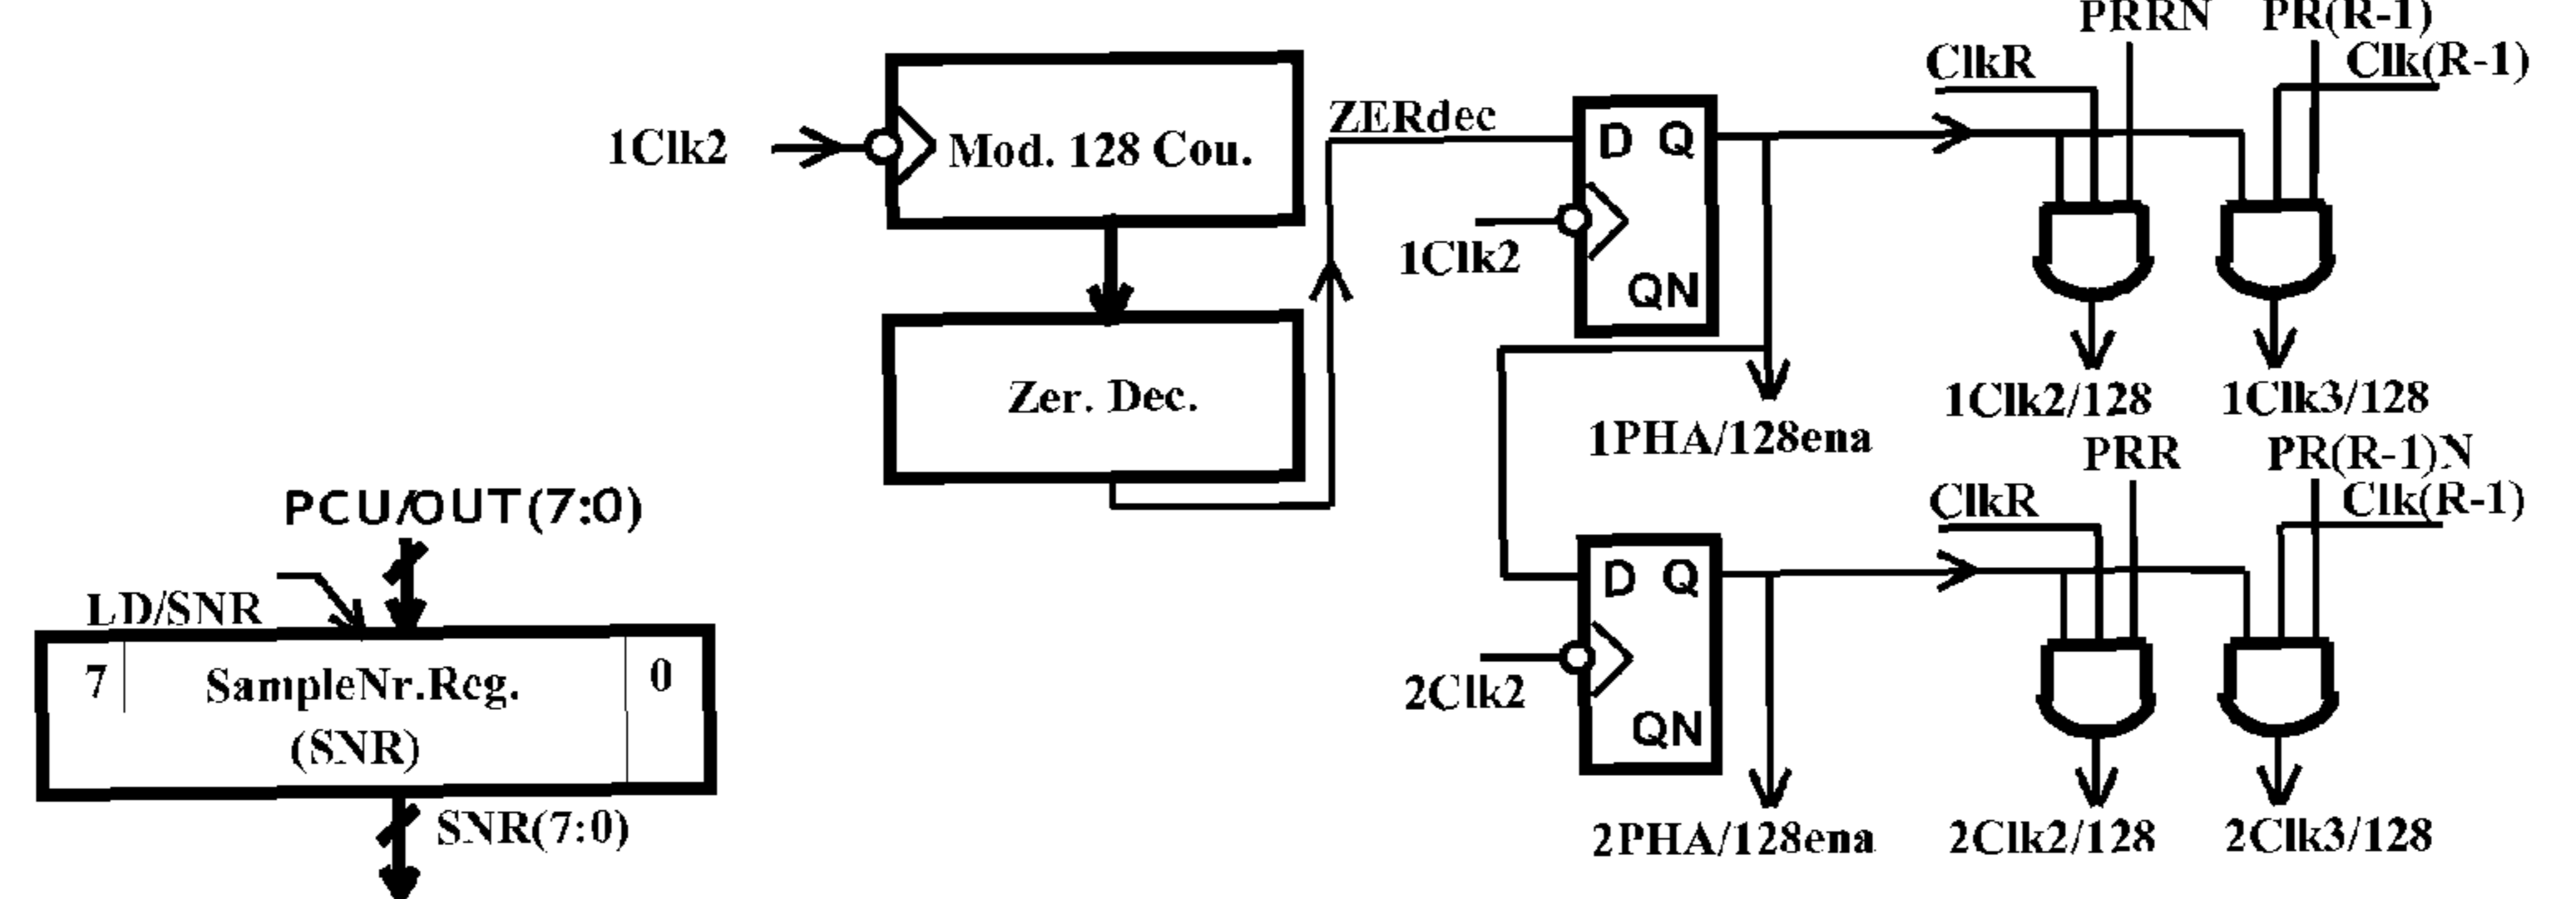 PRRN
PR(R-1)
ClkR
Clk(R-1)
1Clk2
Mod. 128 Cou.
ZERdec
D Q
1Clk2
QN
Zer. Dec.
1PHA/128ena
1Clk2/128
1Clk3/128
PRR
PR(R-1)N
ClkR
Clk(R-1)
PCU/OUT(7:0)
LD/SNR
7
SampleNr.Reg.
0
(SNR)
SNR(7:0)
D Q
2Clk2
QN
2PHA/128ena
2Clk2/128
2Clk3/128